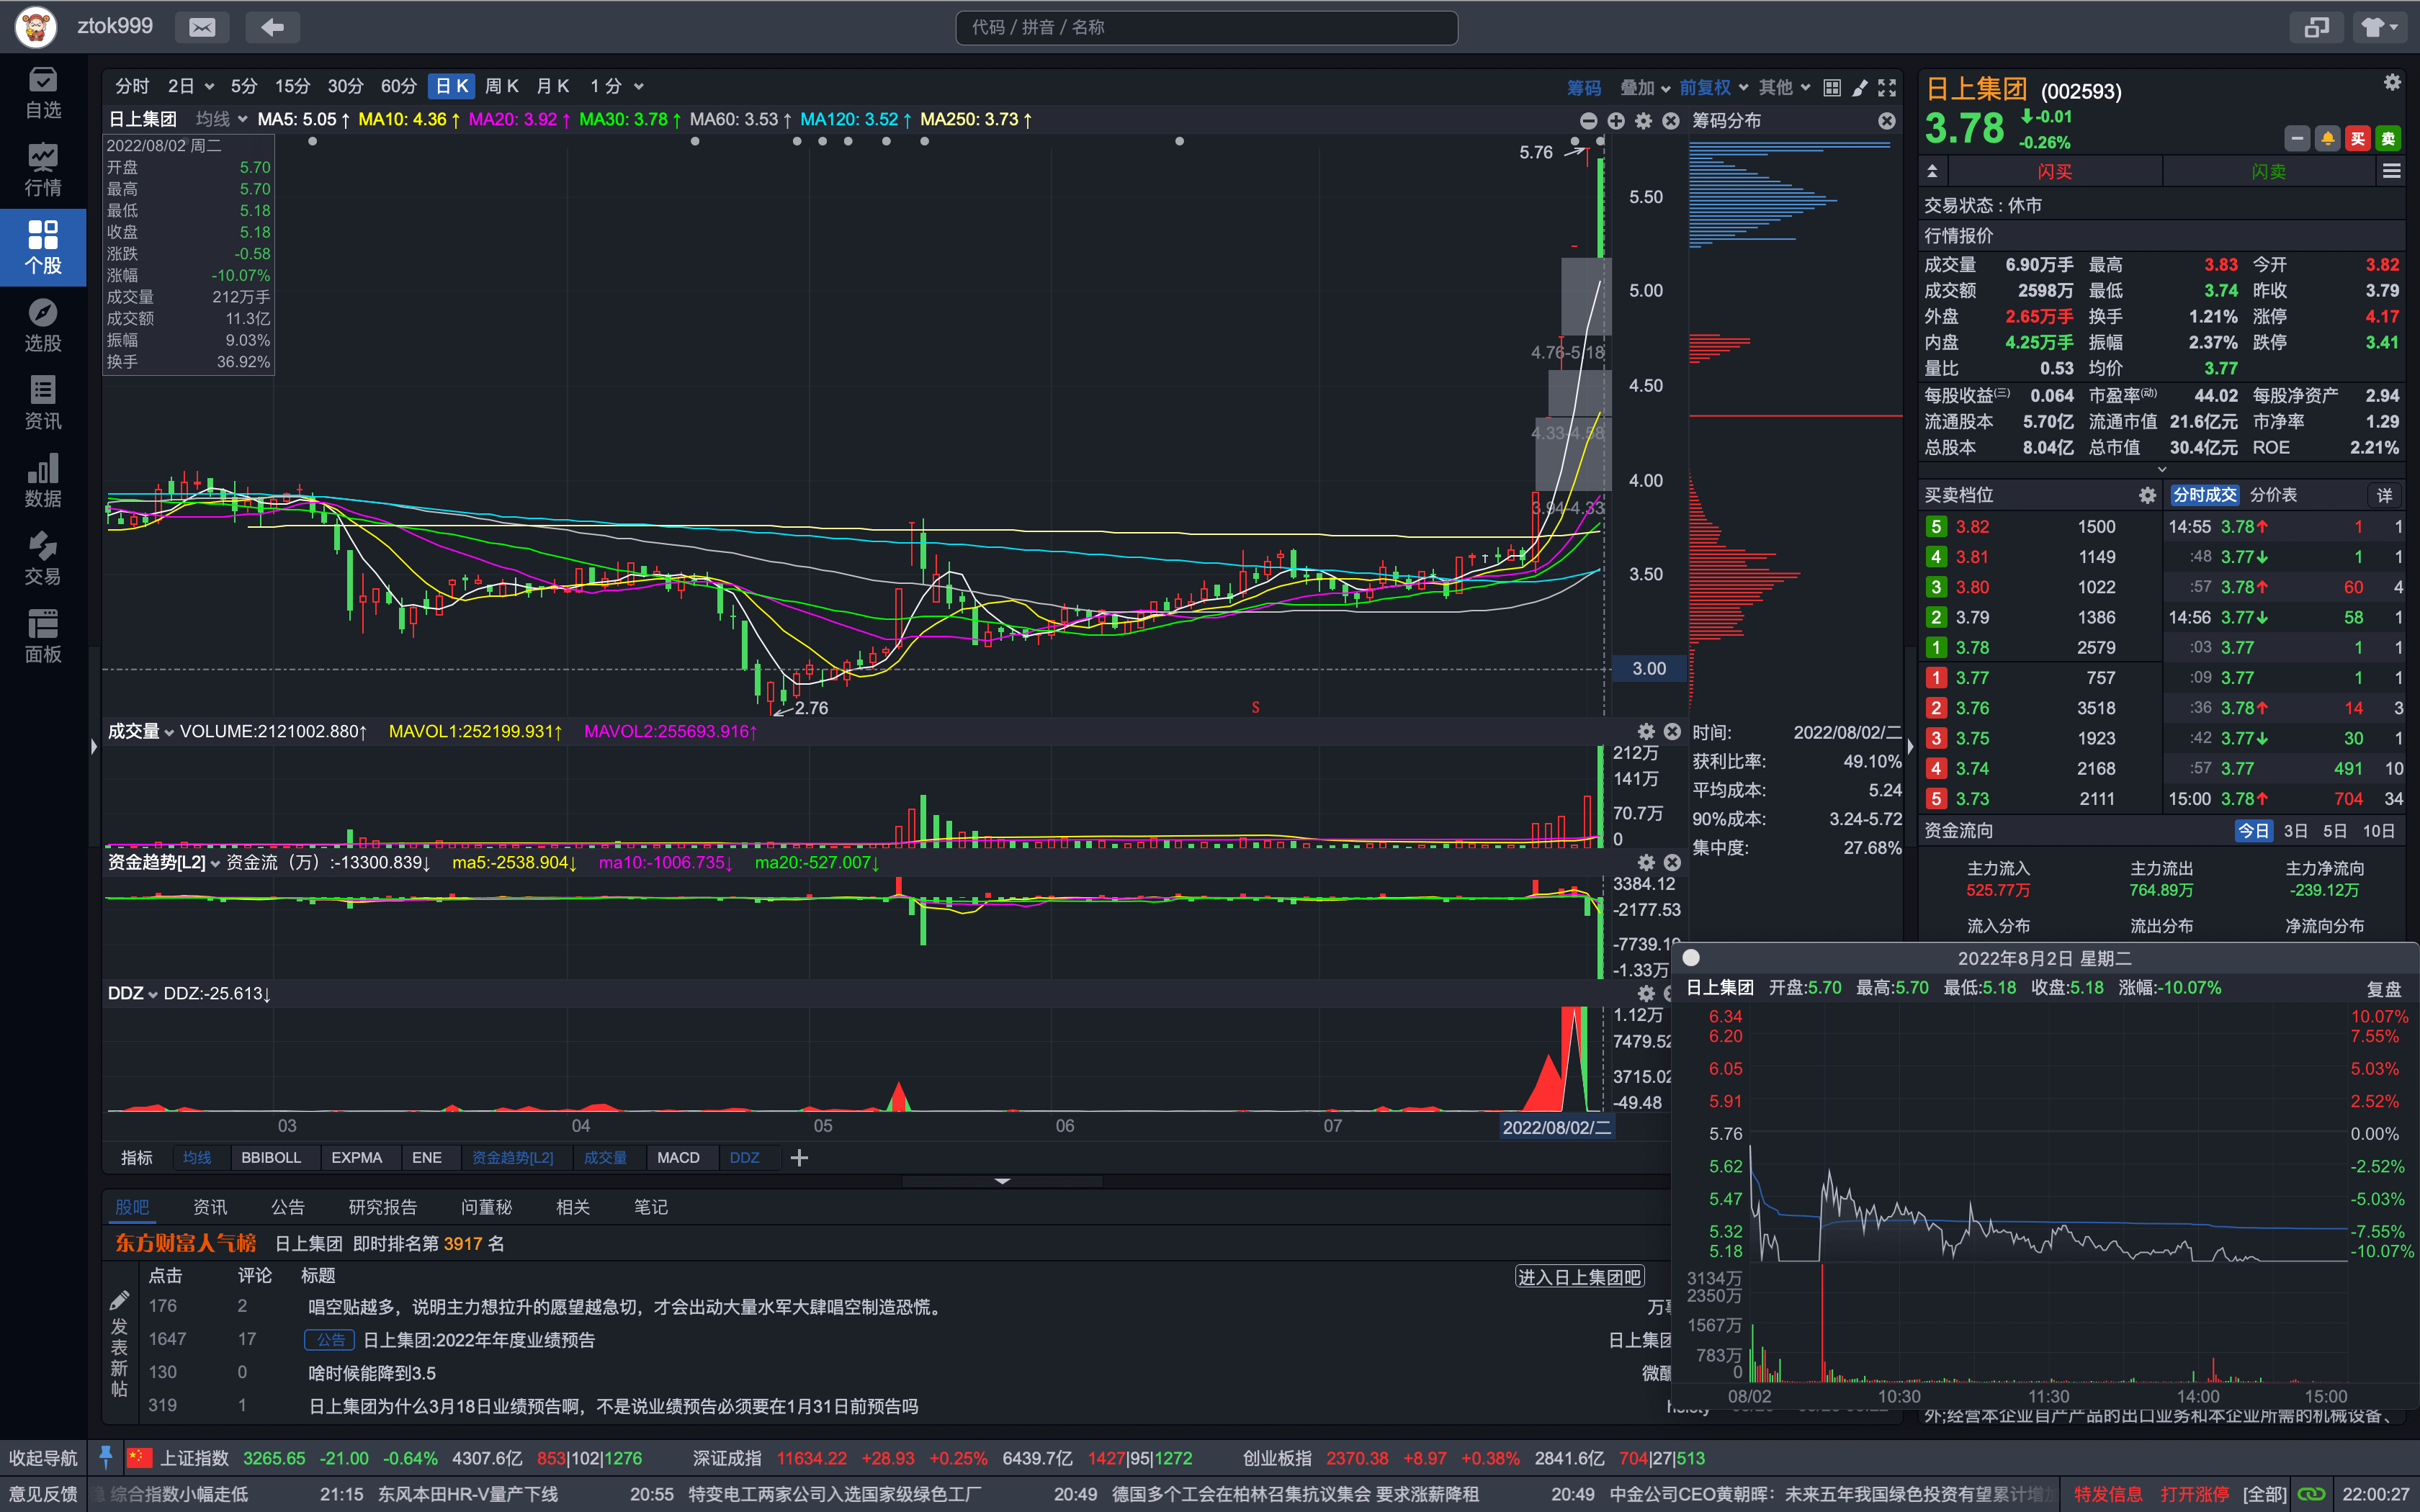 ztok999
代码 / 拼音 / 名称
自选
行情
个股
选股
资讯
数据
交易
面板
分时 2日 5分 15分 30分 60分 日K 周K 月K 1分
筹码 叠加 前复权 其他
日上集团 均线 MA5: 5.05↑ MA10: 4.36↑ MA20: 3.92↑ MA30: 3.78↑ MA60: 3.53↑ MA120: 3.52↑ MA250: 3.73↑
筹码分布
2022/08/02 周二
开盘 5.70
最高 5.70
最低 5.18
收盘 5.18
涨跌 -0.58
涨幅 -10.07%
成交量 212万手
成交额 11.3亿
振幅 9.03%
换手 36.92%
5.76
5.50
5.00
4.76-5.18
4.50
4.33-4.58
4.00
3.94-4.33
3.50
3.00
2.76
S
成交量 VOLUME:2121002.880↑ MAVOL1:252199.931↑ MAVOL2:255693.916↑
212万
141万
70.7万
0
资金趋势[L2] 资金流（万）:-13300.839↓ ma5:-2538.904↓ ma10:-1006.735↓ ma20:-527.007↓
3384.12
-2177.53
-7739.19
-1.33万
DDZ DDZ:-25.613↓
1.12万
7479.52
3715.02
-49.48
03 04 05 06 07 2022/08/02/二
指标 均线 BBIBOLL EXPMA ENE 资金趋势[L2] 成交量 MACD DDZ
时间: 2022/08/02/二
获利比率: 49.10%
平均成本: 5.24
90%成本: 3.24-5.72
集中度: 27.68%
股吧 资讯 公告 研究报告 问董秘 相关 笔记
东方财富人气榜 日上集团 即时排名第 3917 名
点击 评论 标题 进入日上集团吧
176 2 唱空贴越多，说明主力想拉升的愿望越急切，才会出动大量水军大肆唱空制造恐慌。
1647 17 公告 日上集团:2022年年度业绩预告 日上集团
130 0 啥时候能降到3.5
319 1 日上集团为什么3月18日业绩预告啊，不是说业绩预告必须要在1月31日前预告吗
发表新帖
日上集团 (002593)
3.78 -0.01
-0.26%
买 卖
闪买 闪卖
交易状态 : 休市
行情报价
成交量 6.90万手 最高 3.83 今开 3.82
成交额 2598万 最低 3.74 昨收 3.79
外盘 2.65万手 换手 1.21% 涨停 4.17
内盘 4.25万手 振幅 2.37% 跌停 3.41
量比 0.53 均价 3.77
每股收益(三) 0.064 市盈率(动) 44.02 每股净资产 2.94
流通股本 5.70亿 流通市值 21.6亿元 市净率 1.29
总股本 8.04亿 总市值 30.4亿元 ROE 2.21%
买卖档位 分时成交 分价表 详
5 3.82 1500 14:55 3.78↑ 1 1
4 3.81 1149 :48 3.77↓ 1 1
3 3.80 1022 :57 3.78↑ 60 4
2 3.79 1386 14:56 3.77↓ 58 1
1 3.78 2579 :03 3.77 1 1
1 3.77 757 :09 3.77 1 1
2 3.76 3518 :36 3.78↑ 14 3
3 3.75 1923 :42 3.77↓ 30 1
4 3.74 2168 :57 3.77 491 10
5 3.73 2111 15:00 3.78↑ 704 34
资金流向 今日 3日 5日 10日
主力流入 主力流出 主力净流向
525.77万 764.89万 -239.12万
流入分布 流出分布 净流向分布
2022年8月2日 星期二
日上集团 开盘:5.70 最高:5.70 最低:5.18 收盘:5.18 涨幅:-10.07% 复盘
6.34 10.07%
6.20 7.55%
6.05 5.03%
5.91 2.52%
5.76 0.00%
5.62 -2.52%
5.47 -5.03%
5.32 -7.55%
5.18 -10.07%
3134万
2350万
1567万
783万
0
08/02 10:30 11:30 14:00 15:00
外;经营本企业自产产品的出口业务和本企业所需的机械设备、
收起导航 上证指数 3265.65 -21.00 -0.64% 4307.6亿 853|102|1276 深证成指 11634.22 +28.93 +0.25% 6439.7亿 1427|95|1272 创业板指 2370.38 +8.97 +0.38% 2841.6亿 704|27|513
意见反馈 综合指数小幅走低 21:15 东风本田HR-V量产下线 20:55 特变电工两家公司入选国家级绿色工厂 20:49 德国多个工会在柏林召集抗议集会 要求涨薪降租 20:49 中金公司CEO黄朝晖：未来五年我国绿色投资有望累计增加 特发信息 打开涨停 [全部] 22:00:27